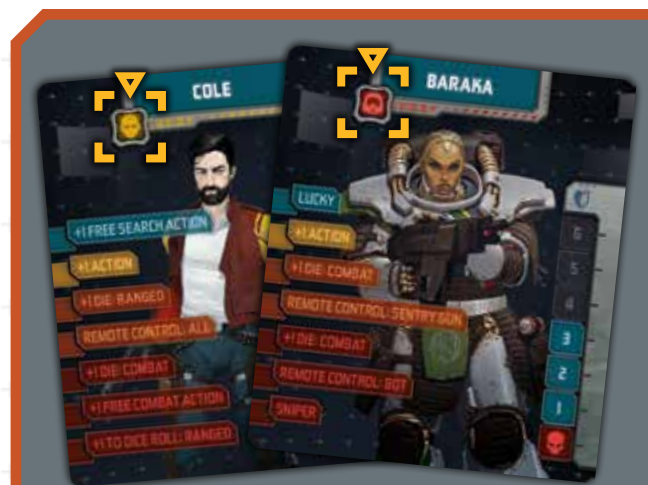 COLE
+1 FREE SEARCH ACTION
+1 ACTION
+1 DIE: RANGED
REMOTE CONTROL: ALL
+1 DIE: COMBAT
+1 FREE COMBAT ACTION
+1 TO DICE ROLL: RANGED
BARAKA
LUCKY
+1 ACTION
+1 DIE: COMBAT
REMOTE CONTROL: SENTRY GUN
+1 DIE: COMBAT
REMOTE CONTROL: BOT
SNIPER
6
5
4
3
2
1